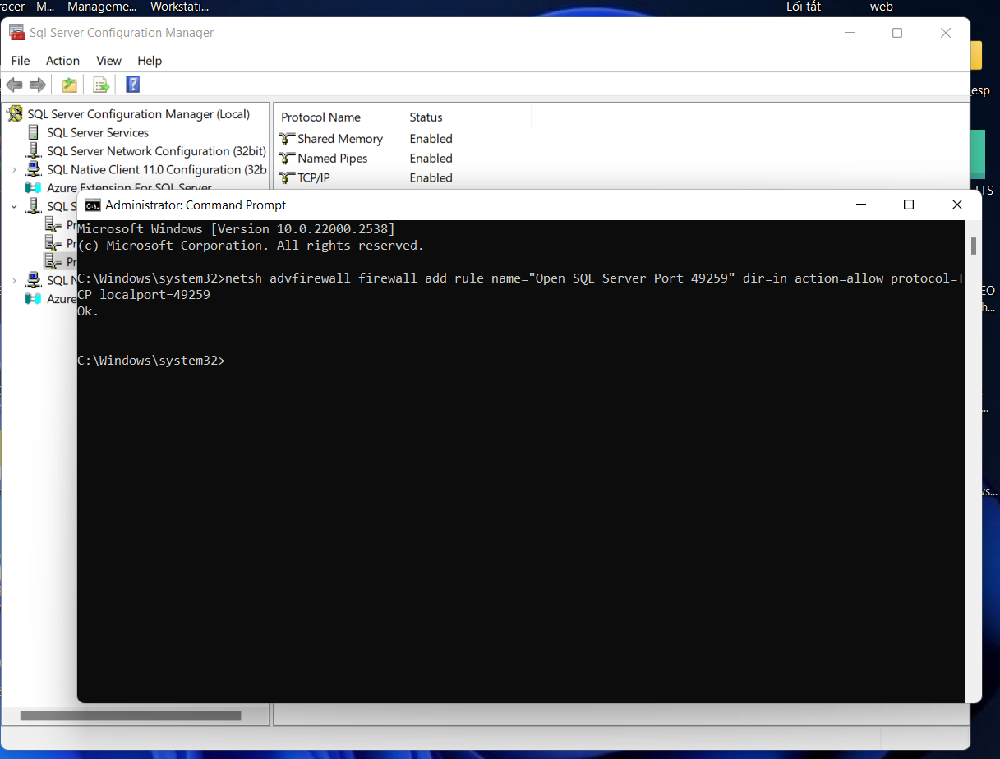 racer - M... Manageme... Workstati... Lối tắt web
Sql Server Configuration Manager
File Action View Help
esp
SQL Server Configuration Manager (Local)
SQL Server Services
SQL Server Network Configuration (32bit)
SQL Native Client 11.0 Configuration (32b
Azure Extension For SQL Server
SQL S
Pr
Pr
Pr
SQL N
Azure
Protocol Name Status
Shared Memory Enabled
Named Pipes Enabled
TCP/IP Enabled
TTS
Administrator: Command Prompt
Microsoft Windows [Version 10.0.22000.2538]
(c) Microsoft Corporation. All rights reserved.
C:\Windows\system32>netsh advfirewall firewall add rule name="Open SQL Server Port 49259" dir=in action=allow protocol=T
CP localport=49259
Ok.
C:\Windows\system32>
EO
h...
...
vs...